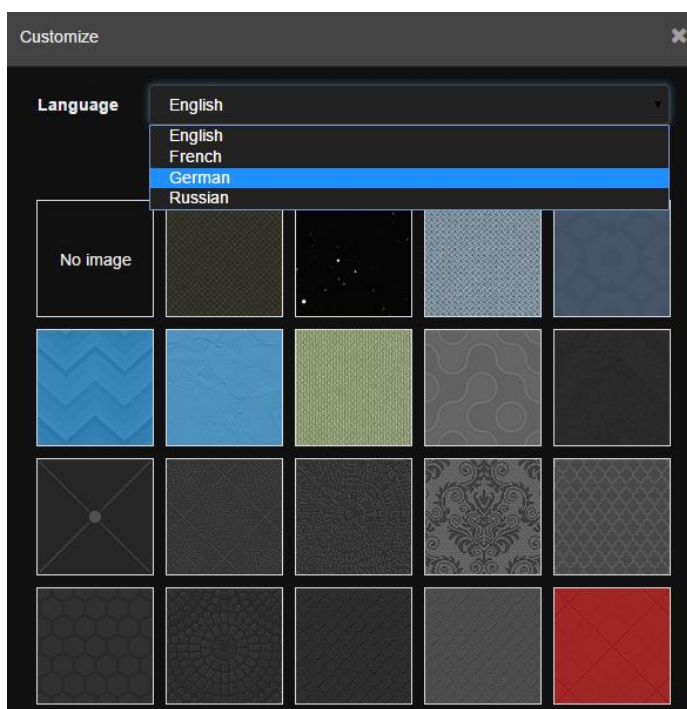 Customize
Language English
English
French
German
Russian
No image